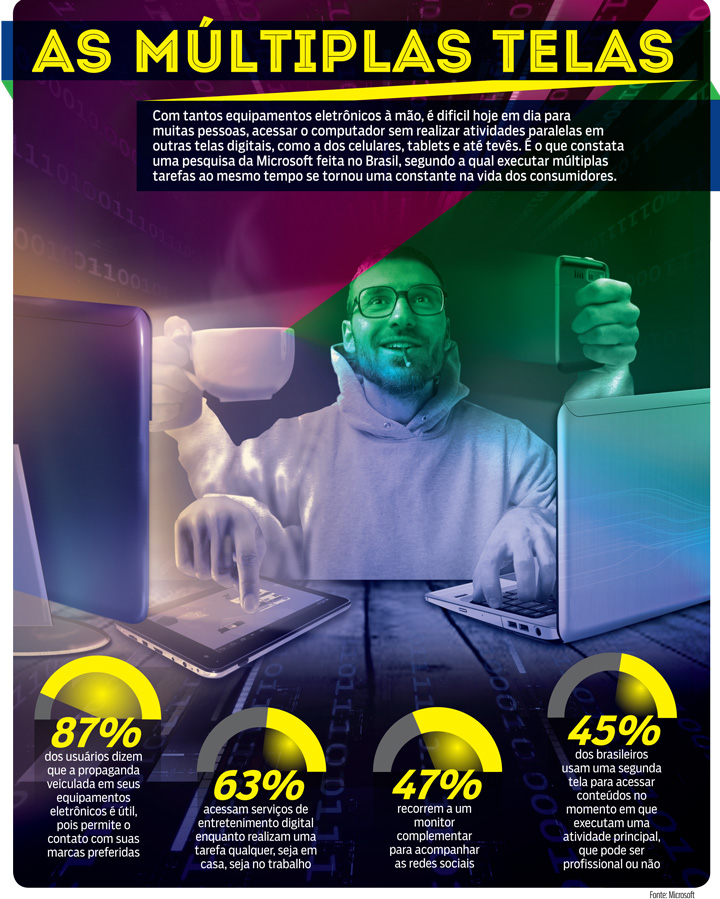 AS MÚLTIPLAS TELAS
Com tantos equipamentos eletrônicos à mão, é dificil hoje em dia para
muitas pessoas, acessar o computador sem realizar atividades paralelas em
outras telas digitais, como a dos celulares, tablets e até tevês. É o que constata
uma pesquisa da Microsoft feita no Brasil, segundo a qual executar múltiplas
tarefas ao mesmo tempo se tornou uma constante na vida dos consumidores.
87%
dos usuários dizem
que a propaganda
veiculada em seus
equipamentos
eletrônicos é útil,
pois permite o
contato com suas
marcas preferidas
63%
acessam serviços de
entretenimento digital
enquanto realizam uma
tarefa qualquer, seja em
casa, seja no trabalho
47%
recorrem a um
monitor
complementar
para acompanhar
as redes sociais
45%
dos brasileiros
usam uma segunda
tela para acessar
conteúdos no
momento em que
executam uma
atividade principal,
que pode ser
profissional ou não
Fonte: Microsoft